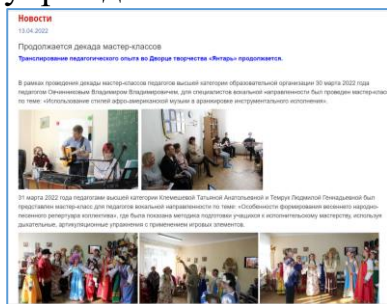 Новости
13.04.2022
Продолжается декада мастер-классов
Транслирование педагогического опыта во Дворце творчества «Янтарь» продолжается.
В рамках проведения декады мастер-классов педагогов высшей категории образовательной организации 30 марта 2022 года
педагогом Овчинниковым Владимиром Владимировичем, для специалистов вокальной направленности был проведен мастер-класс
по теме: «Использование стилей афро-американской музыки в аранжировке инструментального исполнения».
31 марта 2022 года педагогами высшей категории Клемешовой Татьяной Анатольевной и Темрук Людмилой Геннадьевной был
представлен мастер-класс для педагогов вокальной направленности по теме: «Особенности формирования весеннего народно-
песенного репертуара коллектива», где была показана методика подготовки учащихся к исполнительскому мастерству, используя
дыхательные, артикуляционные упражнения с применением игровых элементов.